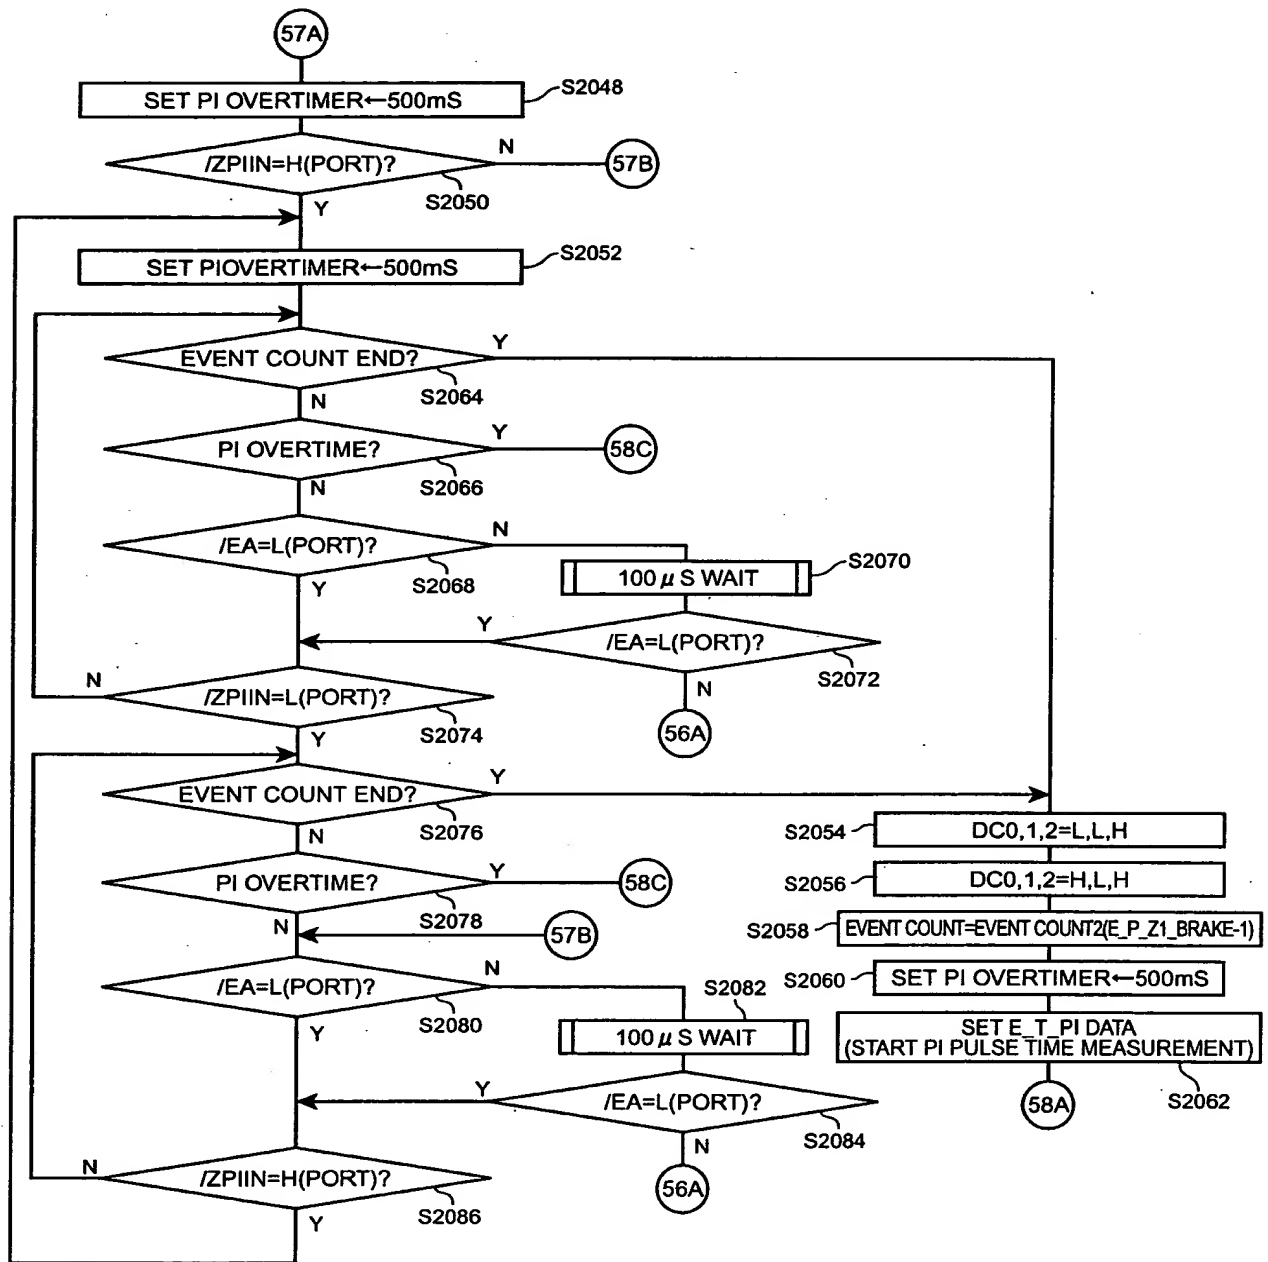 57A
SET PI OVERTIMER←500mS
S2048
/ZPIIN=H(PORT)?
N
57B
S2050
Y
SET PIOVERTIMER←500mS
S2052
EVENT COUNT END?
Y
S2064
N
PI OVERTIME?
Y
58C
S2066
N
/EA=L(PORT)?
N
S2068
Y
100 μ S WAIT
S2070
Y
/EA=L(PORT)?
S2072
N
56A
N
/ZPIIN=L(PORT)?
S2074
Y
EVENT COUNT END?
Y
S2076
N
PI OVERTIME?
Y
58C
S2078
N
57B
/EA=L(PORT)?
N
S2080
Y
S2082
100 μ S WAIT
Y
/EA=L(PORT)?
S2084
N
56A
N
/ZPIIN=H(PORT)?
S2086
Y
S2054
DC0,1,2=L,L,H
S2056
DC0,1,2=H,L,H
S2058
EVENT COUNT=EVENT COUNT2(E_P_Z1_BRAKE-1)
S2060
SET PI OVERTIMER←500mS
SET E_T_PI DATA
(START PI PULSE TIME MEASUREMENT)
S2062
58A